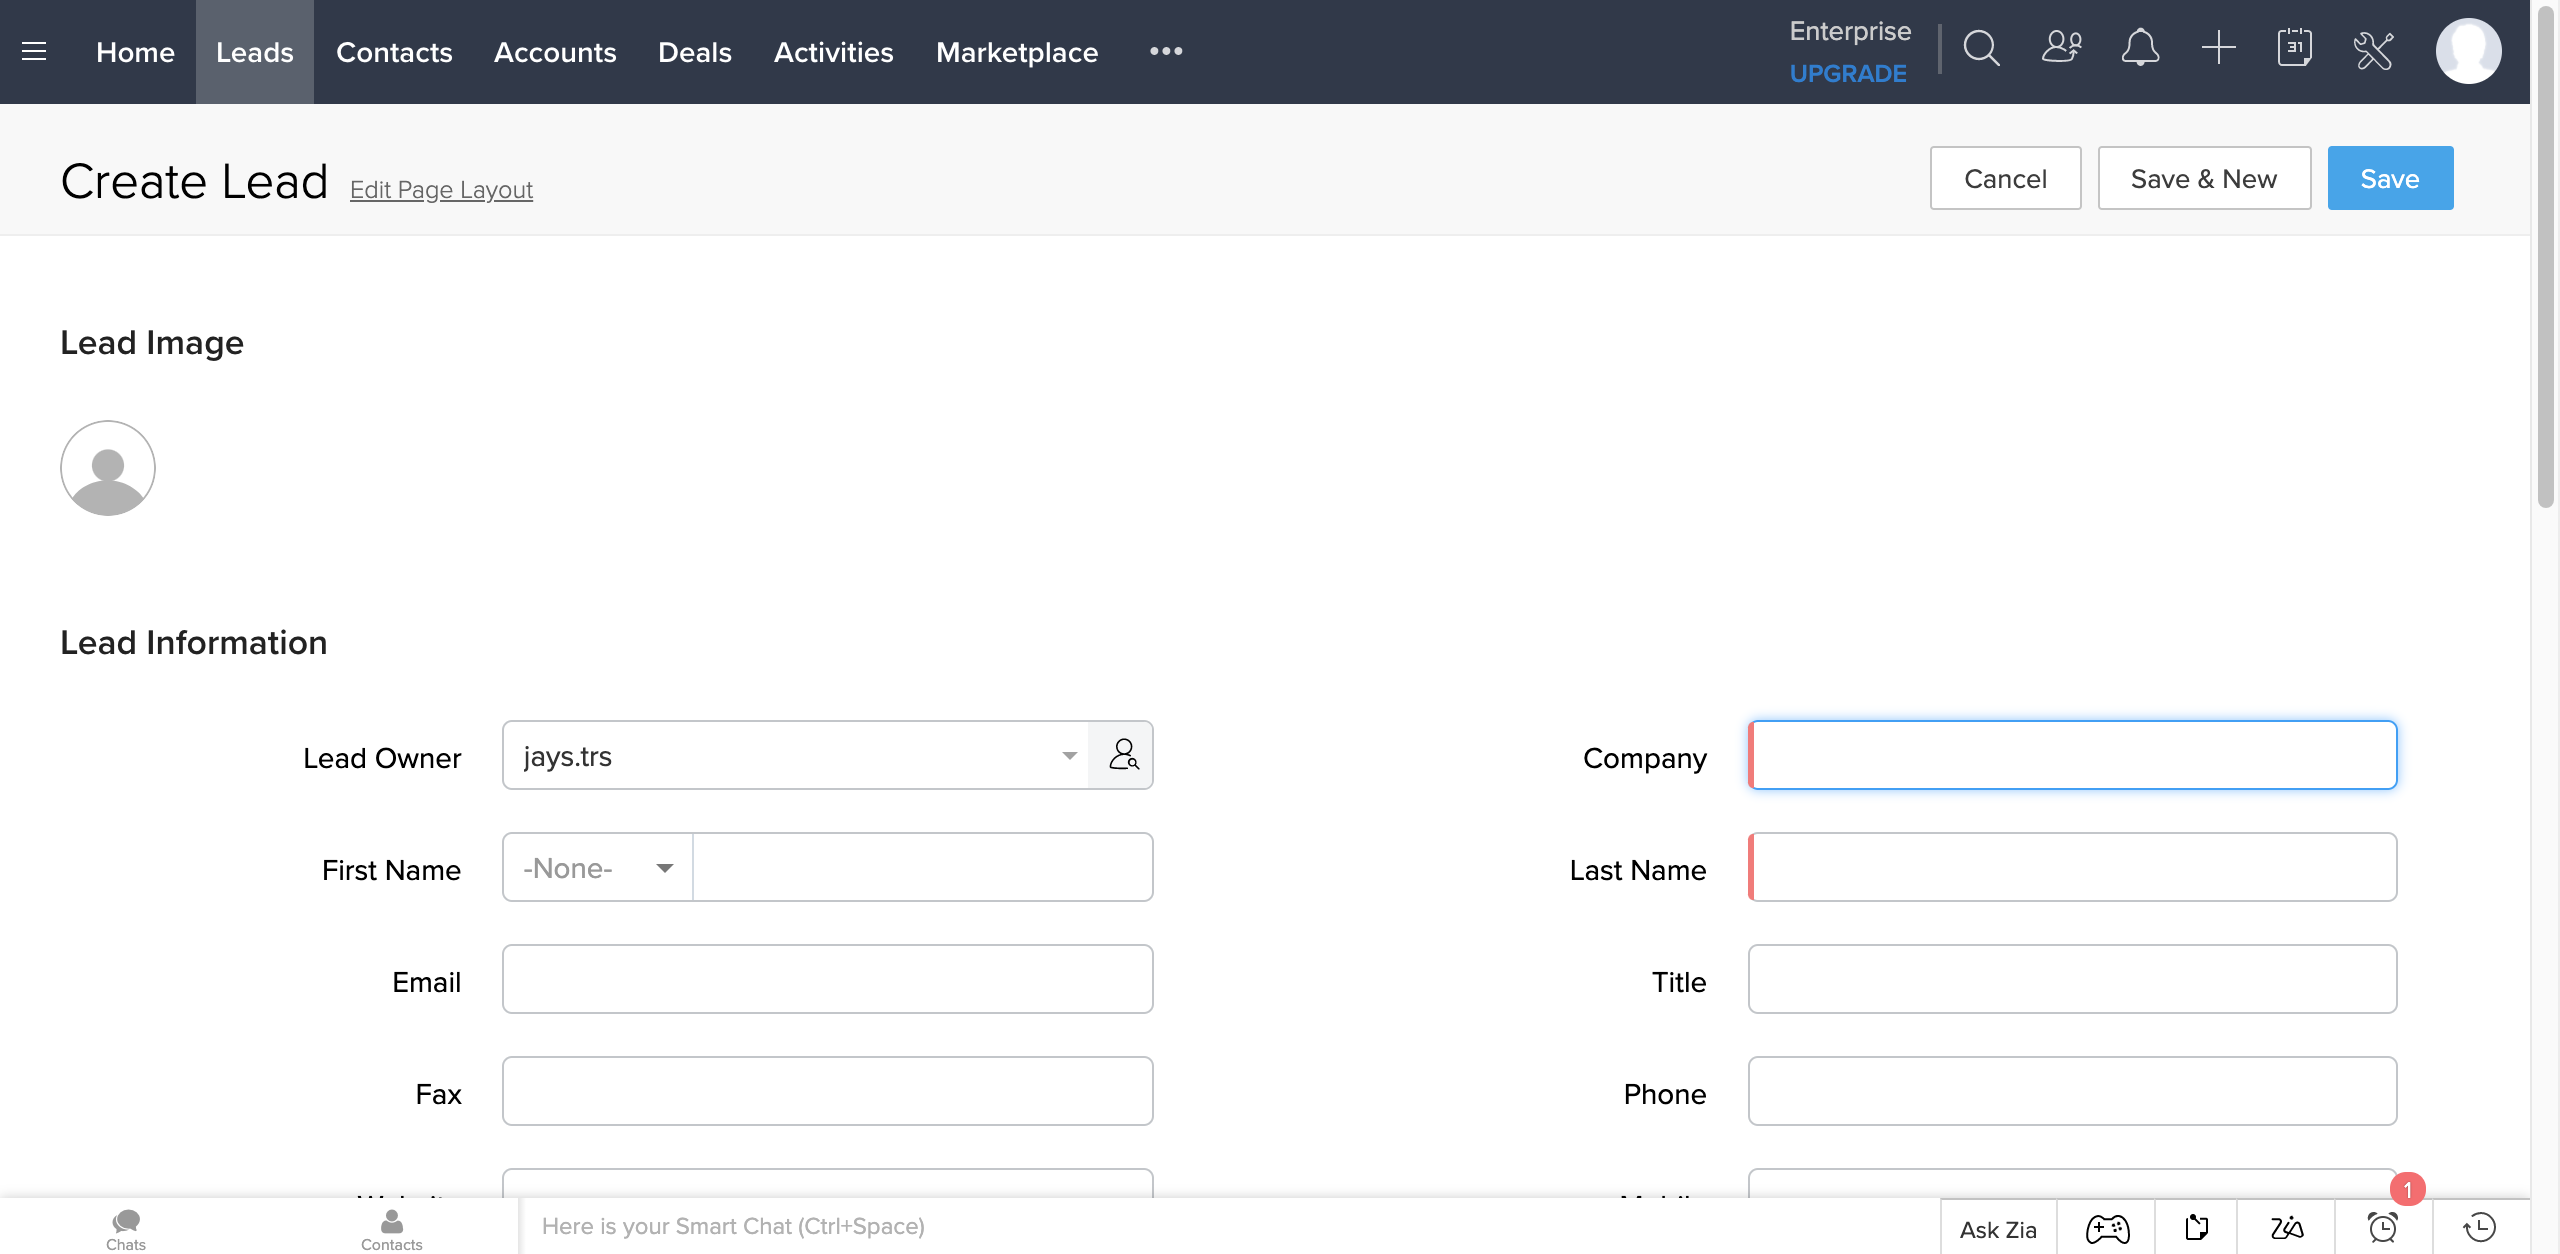 Home Leads Contacts Accounts Deals Activities Marketplace •••
Enterprise
UPGRADE
31
Create Lead Edit Page Layout
Cancel Save & New Save
Lead Image
Lead Information
Lead Owner jays.trs
Company
First Name -None-
Last Name
Email
Title
Fax
Phone
1
Chats
Contacts
Here is your Smart Chat (Ctrl+Space)
Ask Zia